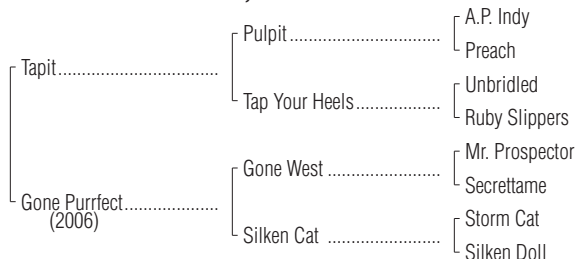 A.P. Indy
Pulpit
Preach
Tapit
Unbridled
Tap Your Heels
Ruby Slippers
Mr. Prospector
Gone West
Secrettame
Gone Purrfect
(2006)
Storm Cat
Silken Cat
Silken Doll